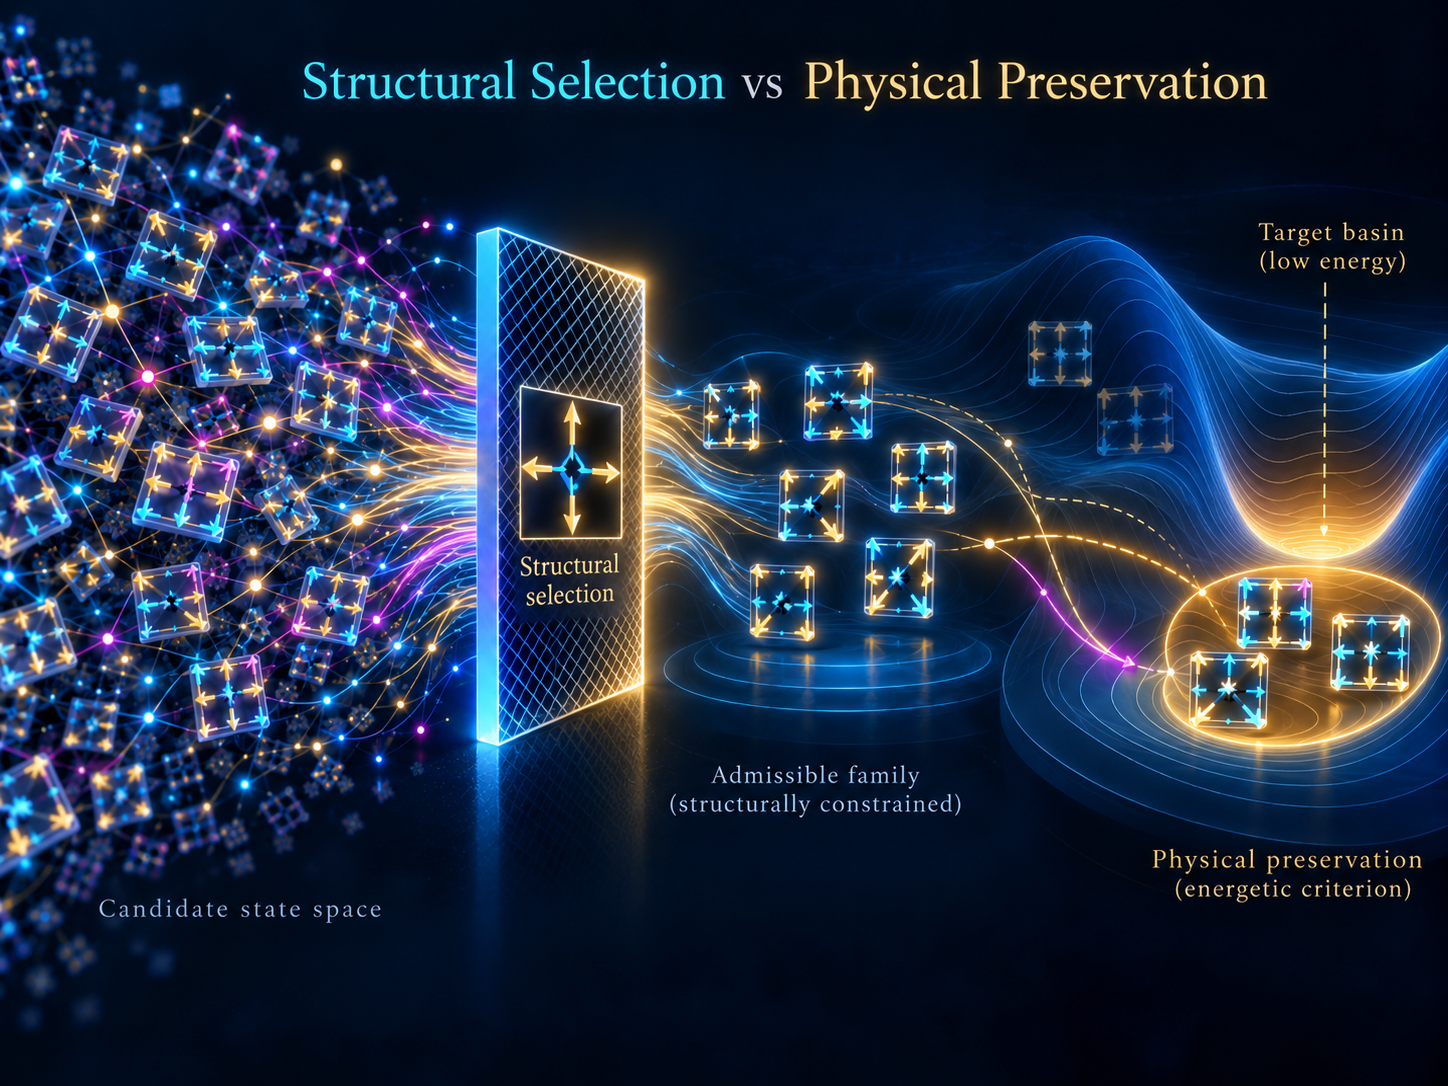 Structural Selection vs Physical Preservation
Target basin
(low energy)
Structural
selection
Admissible family
(structurally constrained)
Physical preservation
(energetic criterion)
Candidate state space